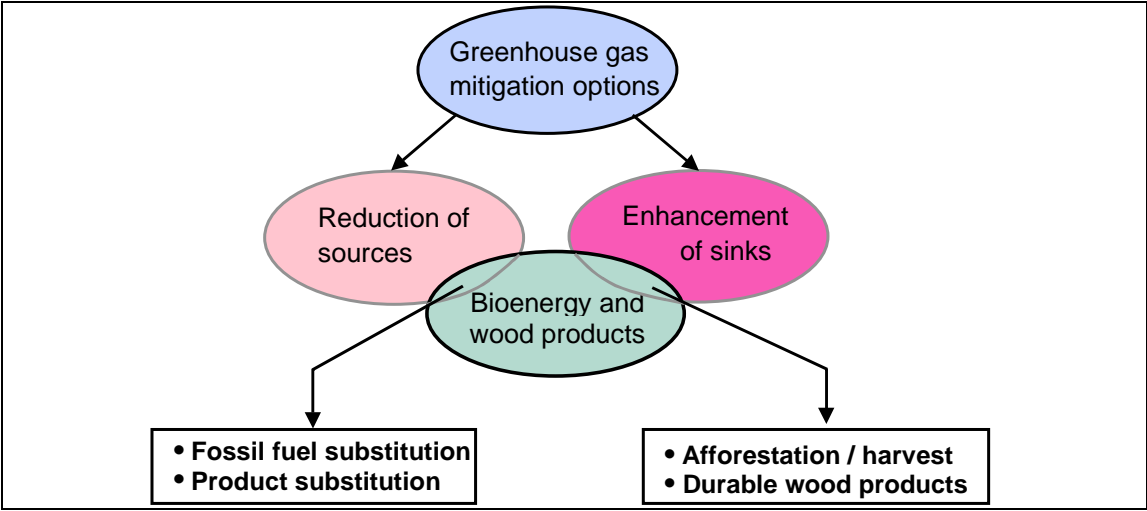 Greenhouse gas
mitigation options
Reduction of
sources
Enhancement
of sinks
Bioenergy and
wood products
• Fossil fuel substitution
• Product substitution
• Afforestation / harvest
• Durable wood products